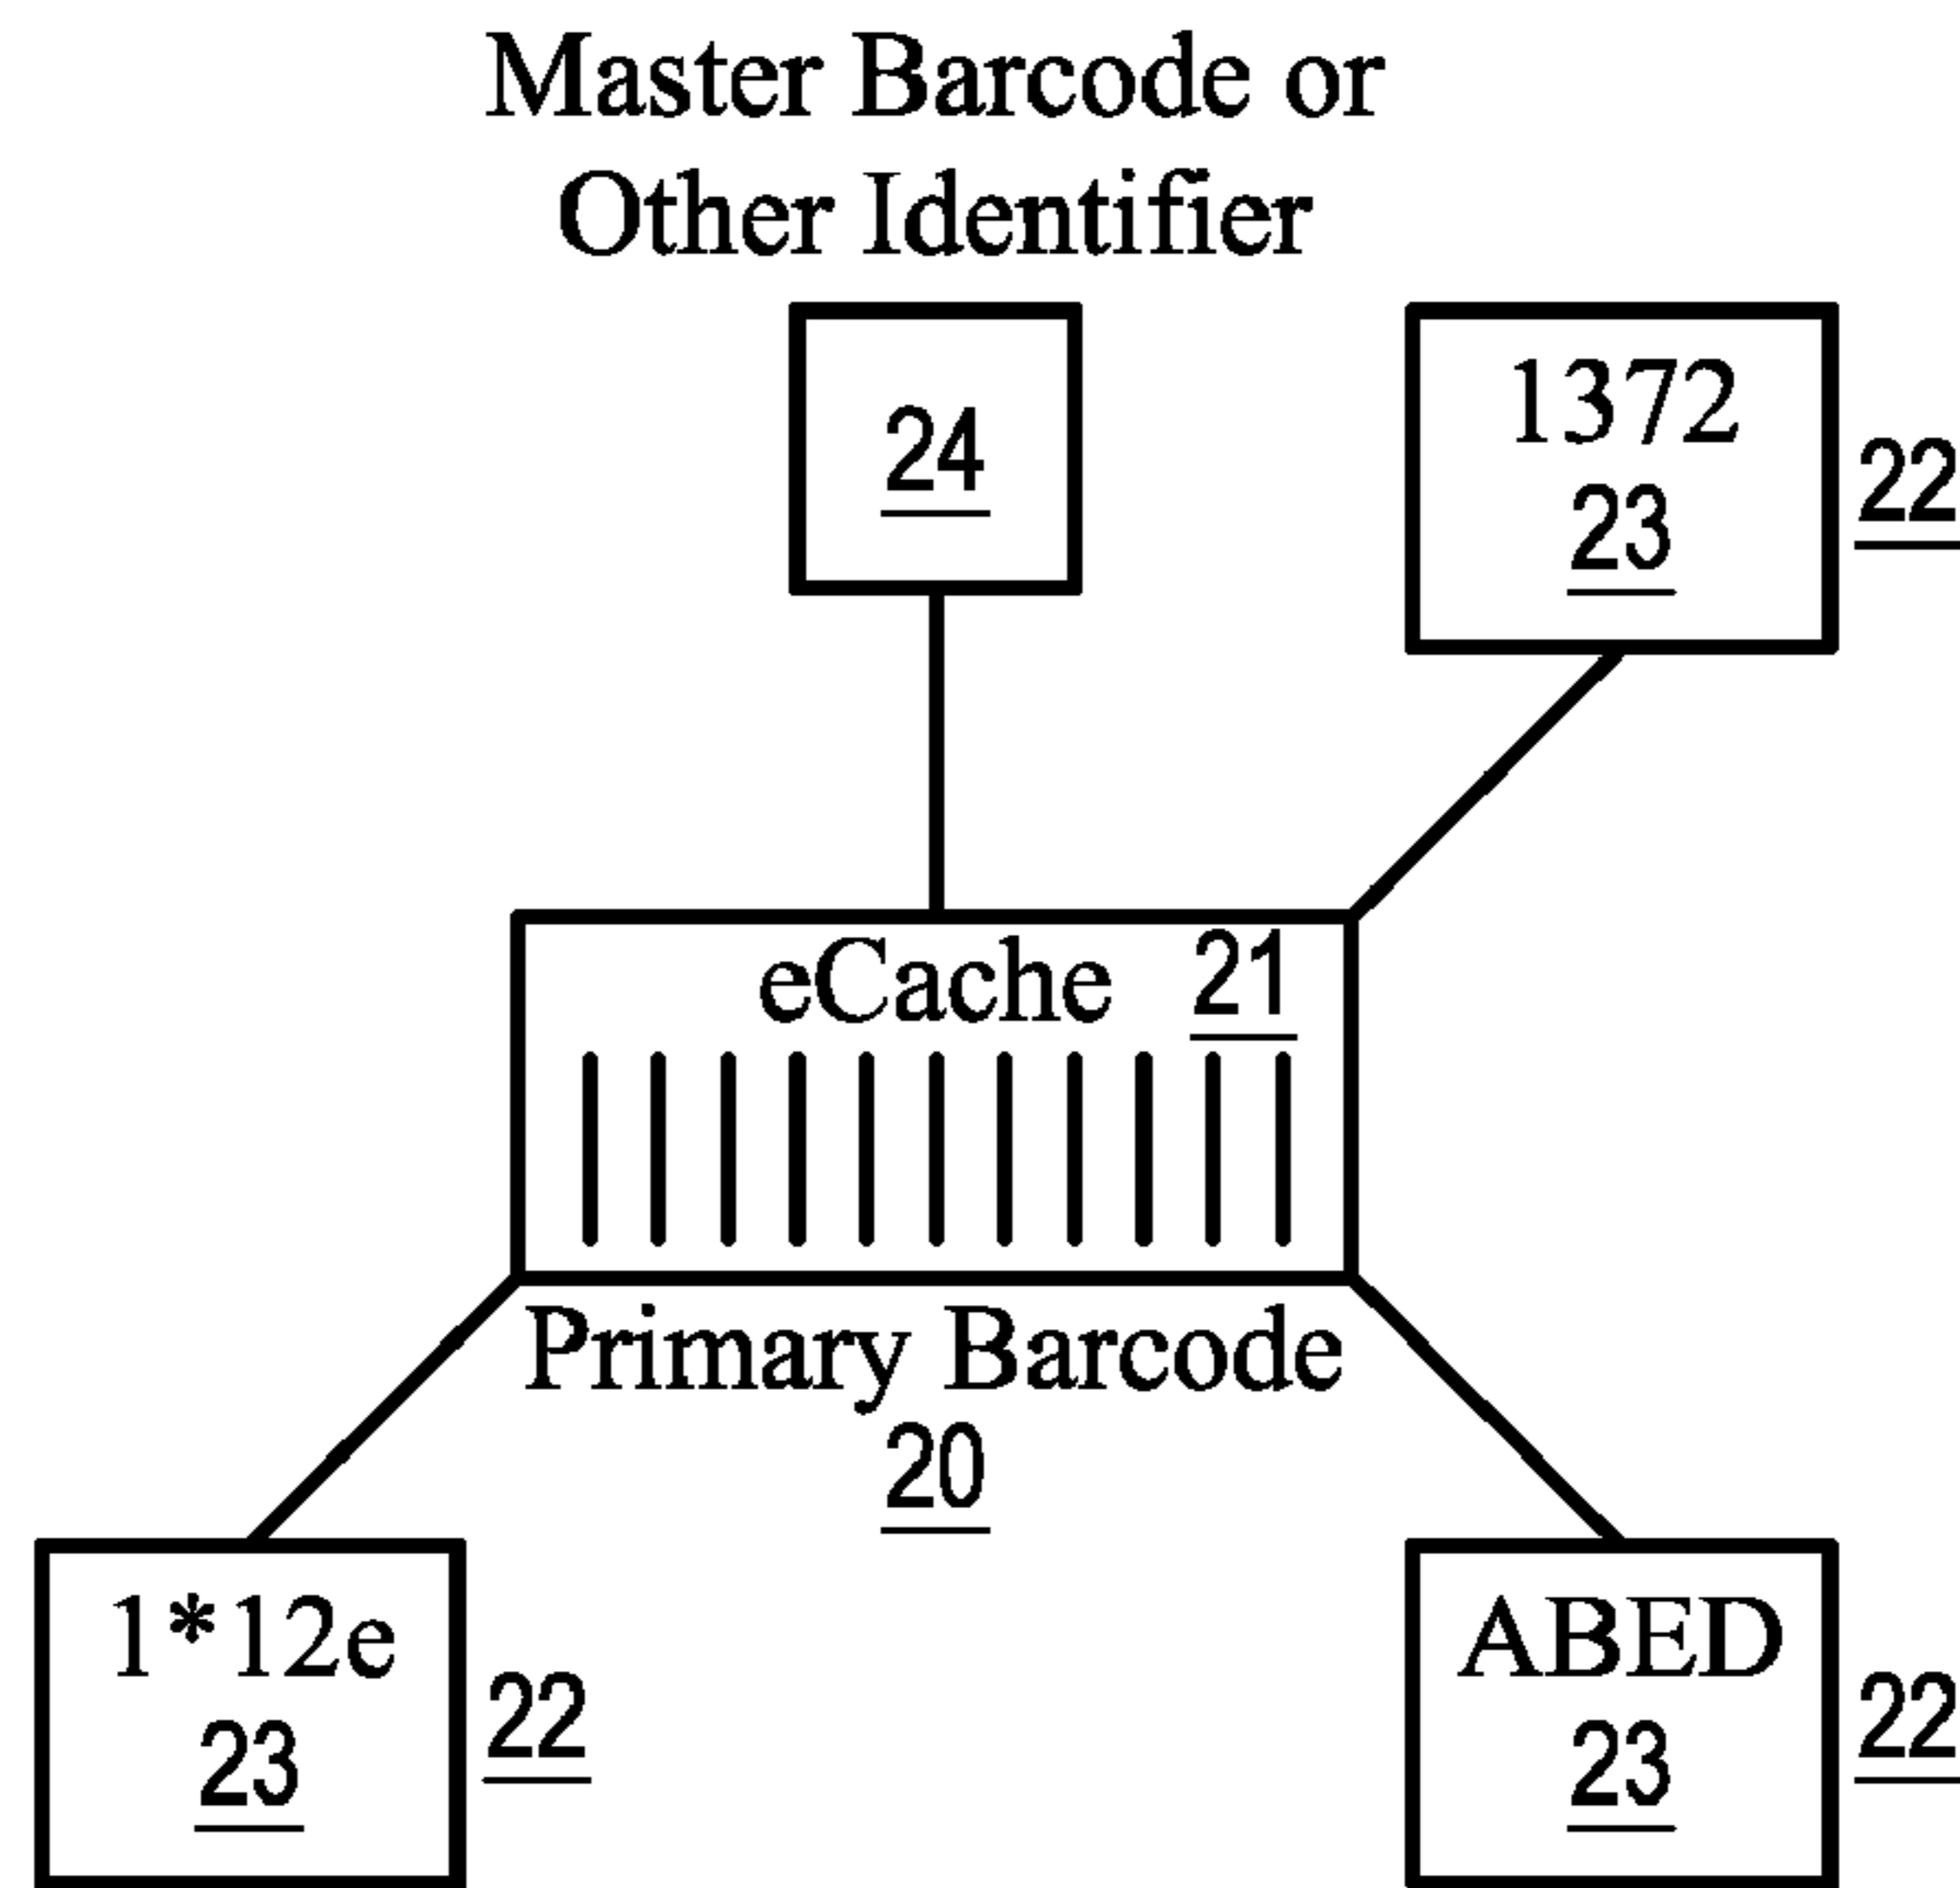 Master Barcode or
Other Identifier
24
1372
23
22
eCache 21
Primary Barcode
20
1*12e
23
22
ABED
23
22